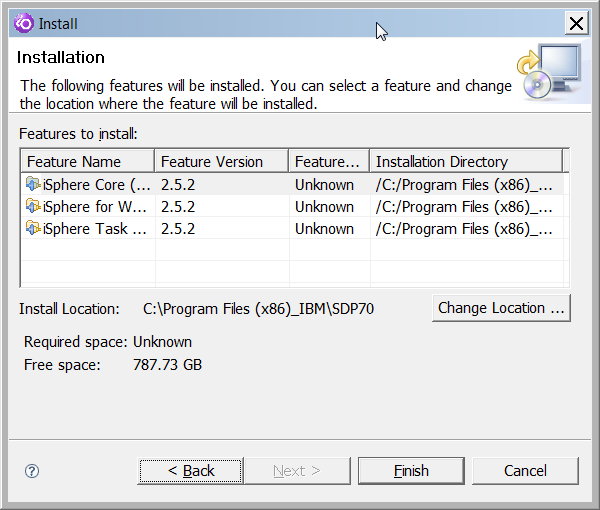 Install
Installation
The following features will be installed. You can select a feature and change
the location where the feature will be installed.
Features to install:
Feature Name Feature Version Feature... Installation Directory
iSphere Core (... 2.5.2 Unknown /C:/Program Files (x86)_...
iSphere for W... 2.5.2 Unknown /C:/Program Files (x86)_...
iSphere Task ... 2.5.2 Unknown /C:/Program Files (x86)_...
Install Location: C:\Program Files (x86)_IBM\SDP70 Change Location ...
Required space: Unknown
Free space: 787.73 GB
? < Back Next > Finish Cancel